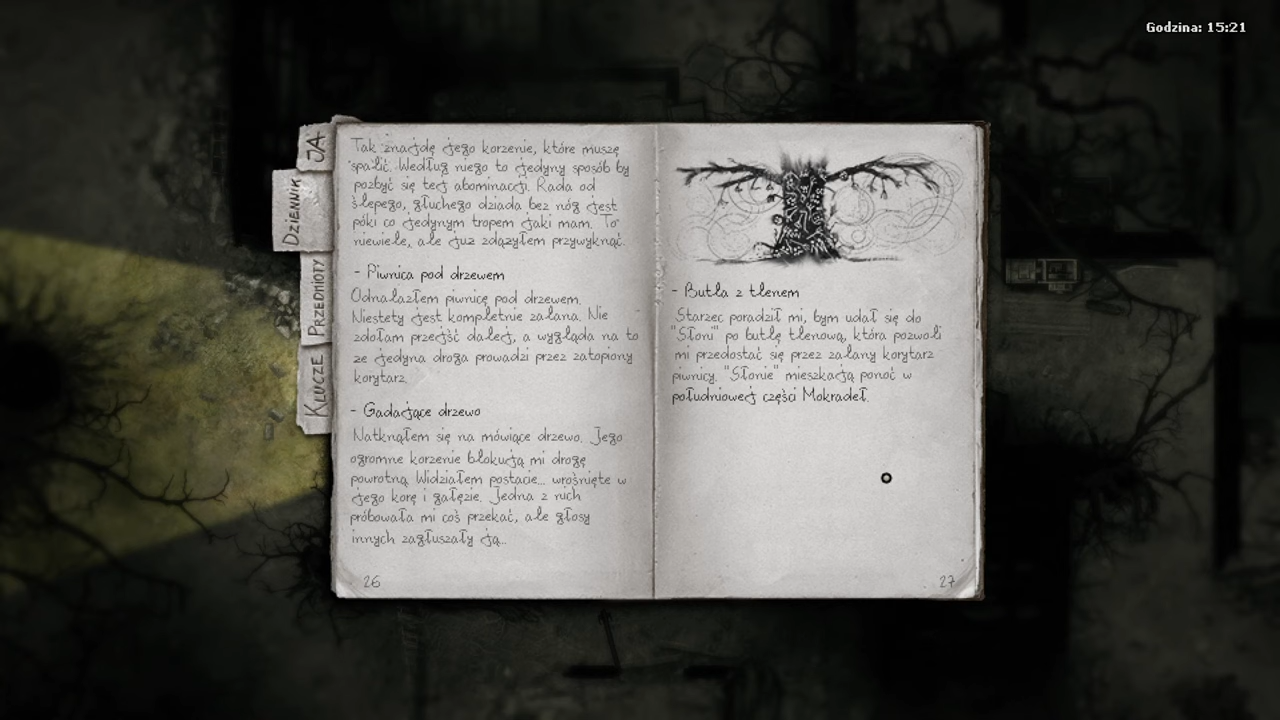 Godzina: 15:21
JA
DZIENNIK
PRZEDMIOTY
KLUCZE
Tak znajdę jego korzenie, które muszę
spalić. Według niego to jedyny sposób by
pozbyć się tej abominacji. Rada od
ślepego, głuchego dziada bez nóg jest
póki co jedynym tropem jaki mam. To
niewiele, ale już zdążyłem przywyknąć.
- Piwnica pod drzewem
Odnalazłem piwnicę pod drzewem.
Niestety jest kompletnie zalana. Nie
zdołam przejść dalej, a wygląda na to
ze jedyna droga prowadzi przez zatopiony
korytarz.
- Gadające drzewo
Natknąłem się na mówiące drzewo. Jego
ogromne korzenie blokują mi drogę
powrotną. Widziałem postacie... wrośnięte w
jego korę i gałęzie. Jedna z nich
próbowała mi coś przekać, ale głosy
innych zagłuszały ją...
26
- Butla z tlenem
Starzec poradził mi, bym udał się do
"Słoni" po butlę tlenową, która pozwoli
mi przedostać się przez zalany korytarz
piwnicy. "Słonie" mieszkają ponoć w
południowej części Mokradeł.
27